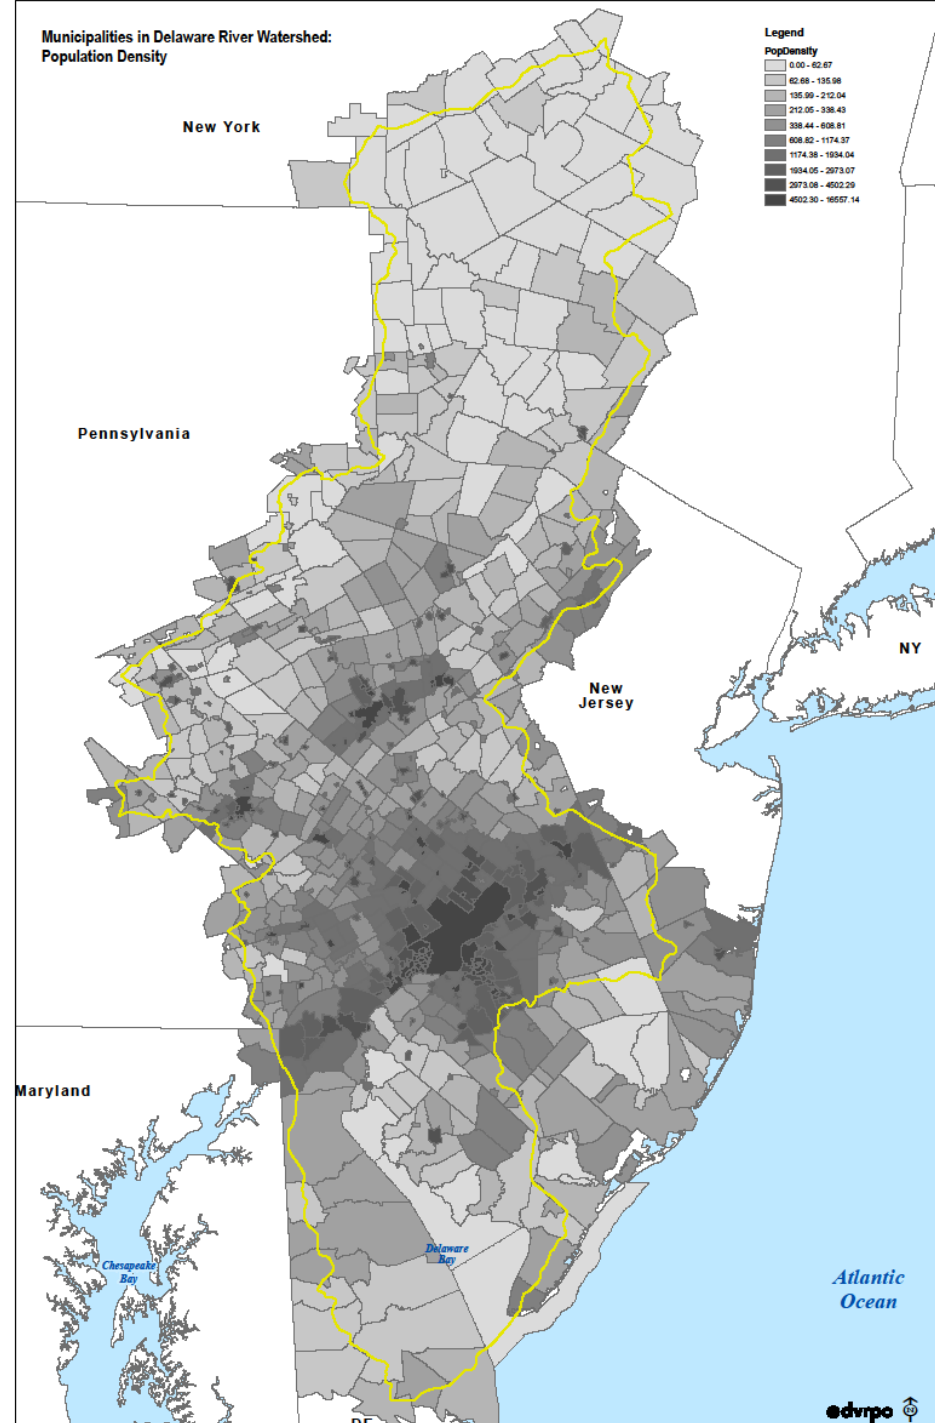 Municipalities in Delaware River Watershed:
Population Density
Legend
PopDensity
0.00 - 62.67
62.68 - 135.98
135.99 - 212.04
212.05 - 338.43
338.44 - 608.81
608.82 - 1174.37
1174.38 - 1934.04
1934.05 - 2973.07
2973.08 - 4502.29
4502.30 - 16557.14
New York
Pennsylvania
NY
New
Jersey
Maryland
Delaware
Bay
Chesapeake
Bay
Atlantic
Ocean
DE
dvrpc
N